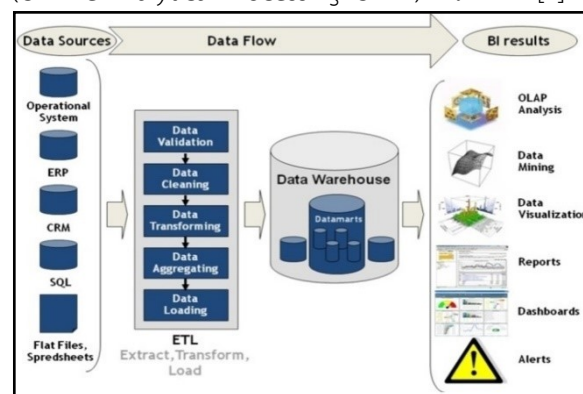 Data Sources
Data Flow
BI results
Operational
System
ERP
CRM
SQL
Flat Files,
Spredsheets
Data
Validation
Data
Cleaning
Data
Transforming
Data
Aggregating
Data
Loading
ETL
Extract,Transform,
Load
Data Warehouse
Datamarts
OLAP
Analysis
Data
Mining
Data
Visualization
Reports
Dashboards
Alerts